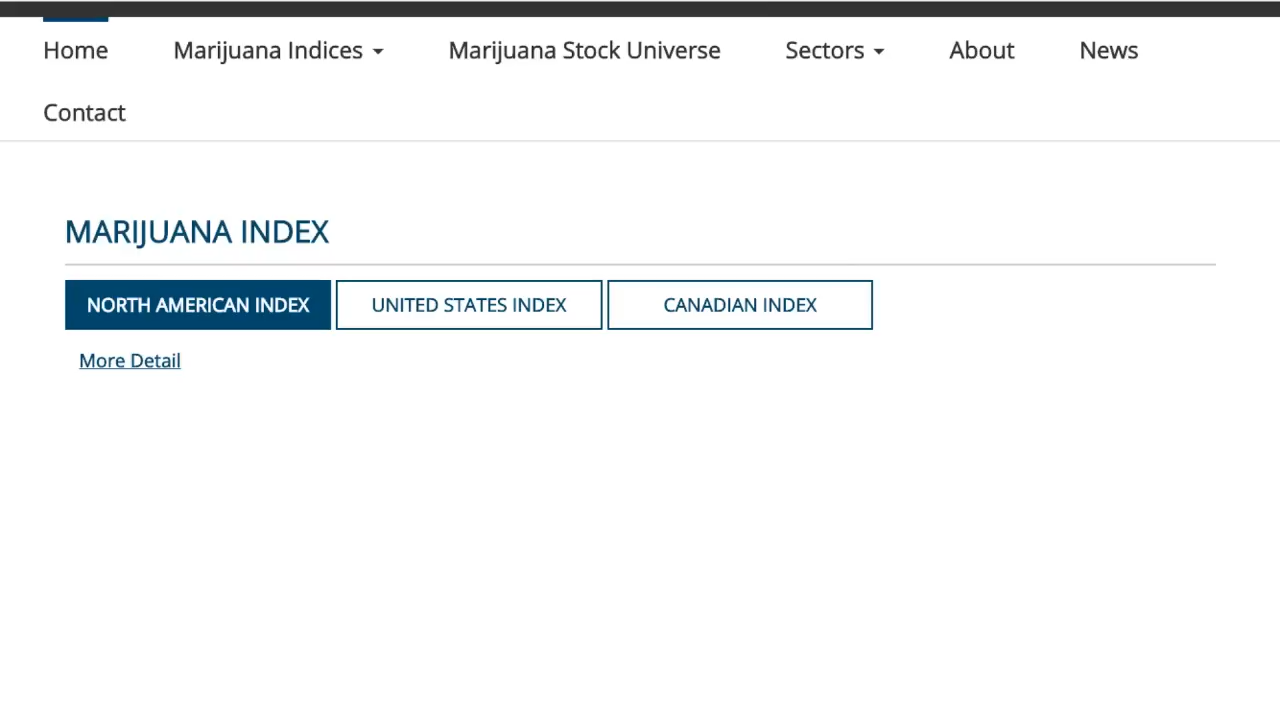 Home Marijuana Indices Marijuana Stock Universe Sectors About News
Contact
MARIJUANA INDEX
NORTH AMERICAN INDEX UNITED STATES INDEX CANADIAN INDEX
More Detail